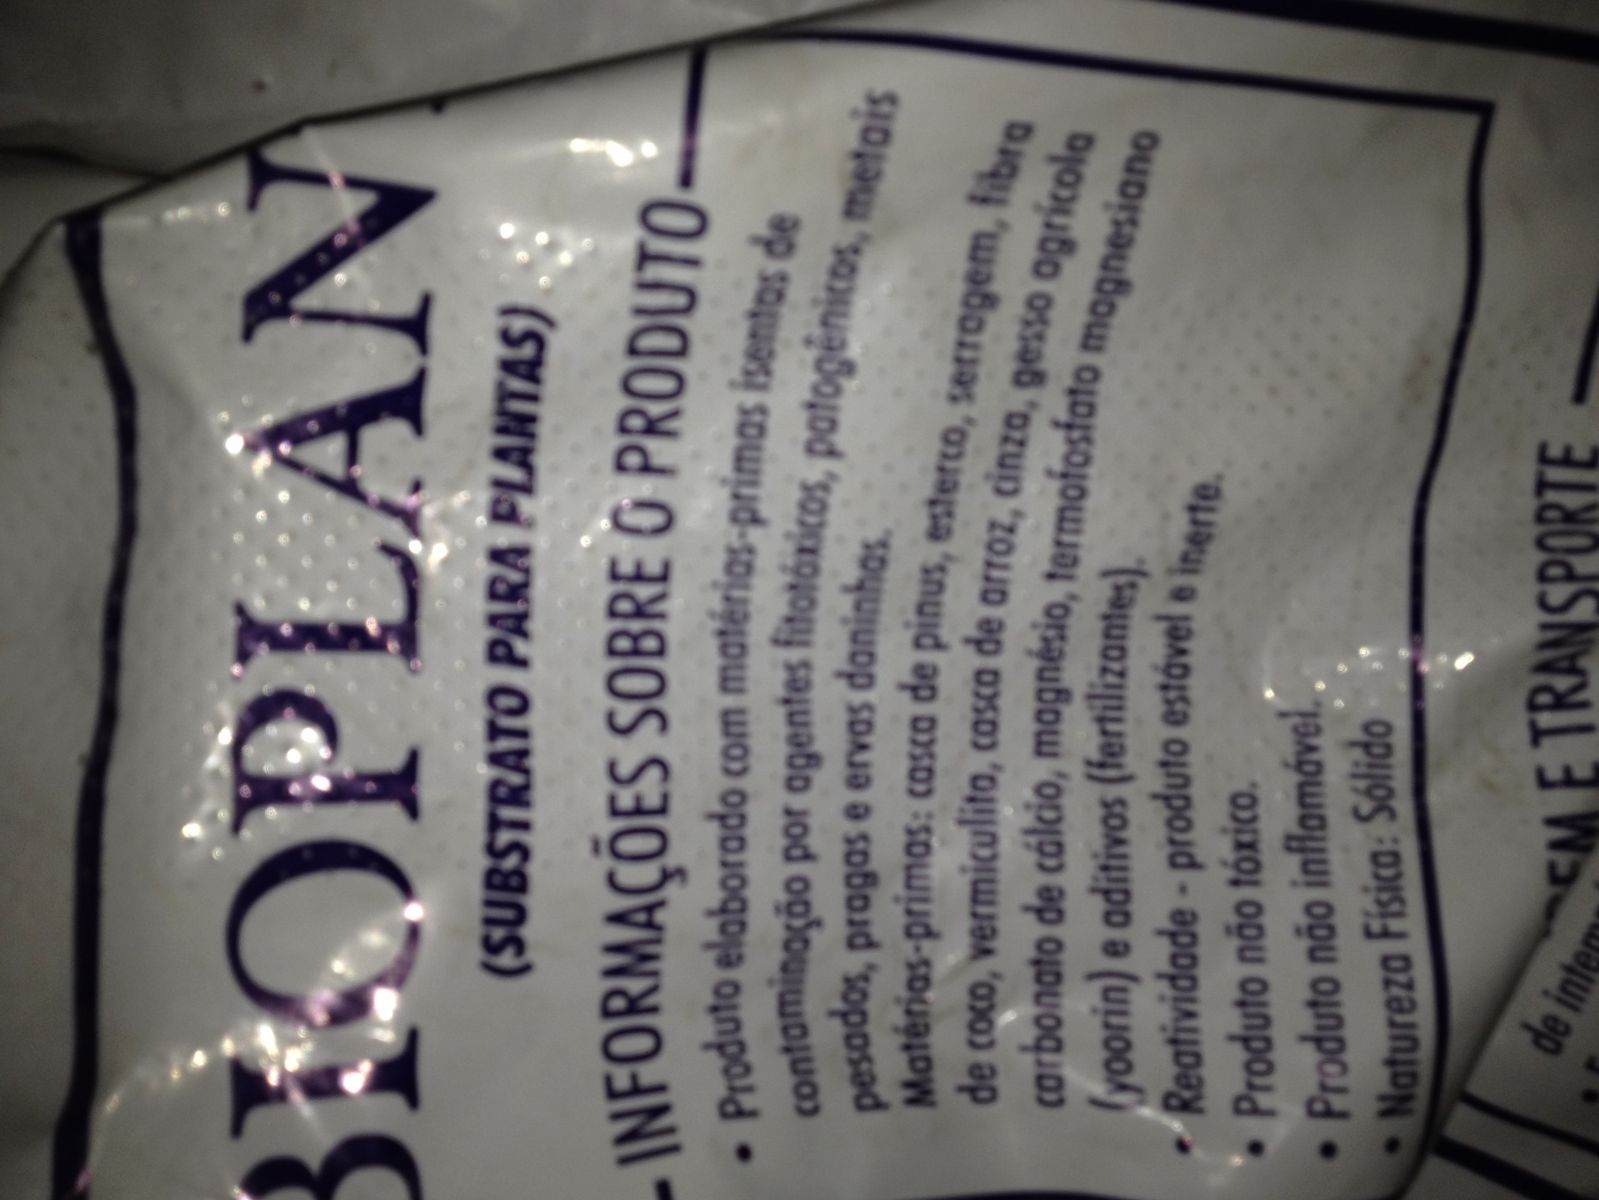 BIOPLAN
(SUBSTRATO PARA PLANTAS)
INFORMAÇÕES SOBRE O PRODUTO
• Produto elaborado com matérias-primas isentas de
contaminação por agentes fitotóxicos, patogênicos, metais
pesados, pragas e ervas daninhas.
Matérias-primas: casca de pinus, esterco, serragem, fibra
de coco, vermiculita, casca de arroz, cinza, gesso agrícola
carbonato de cálcio, magnésio, termofosfato magnesiano
(yoorin) e aditivos (fertilizantes).
• Reatividade - produto estável e inerte.
• Produto não tóxico.
• Produto não inflamável.
• Natureza Física: Sólido
E TRANSPORTE
de